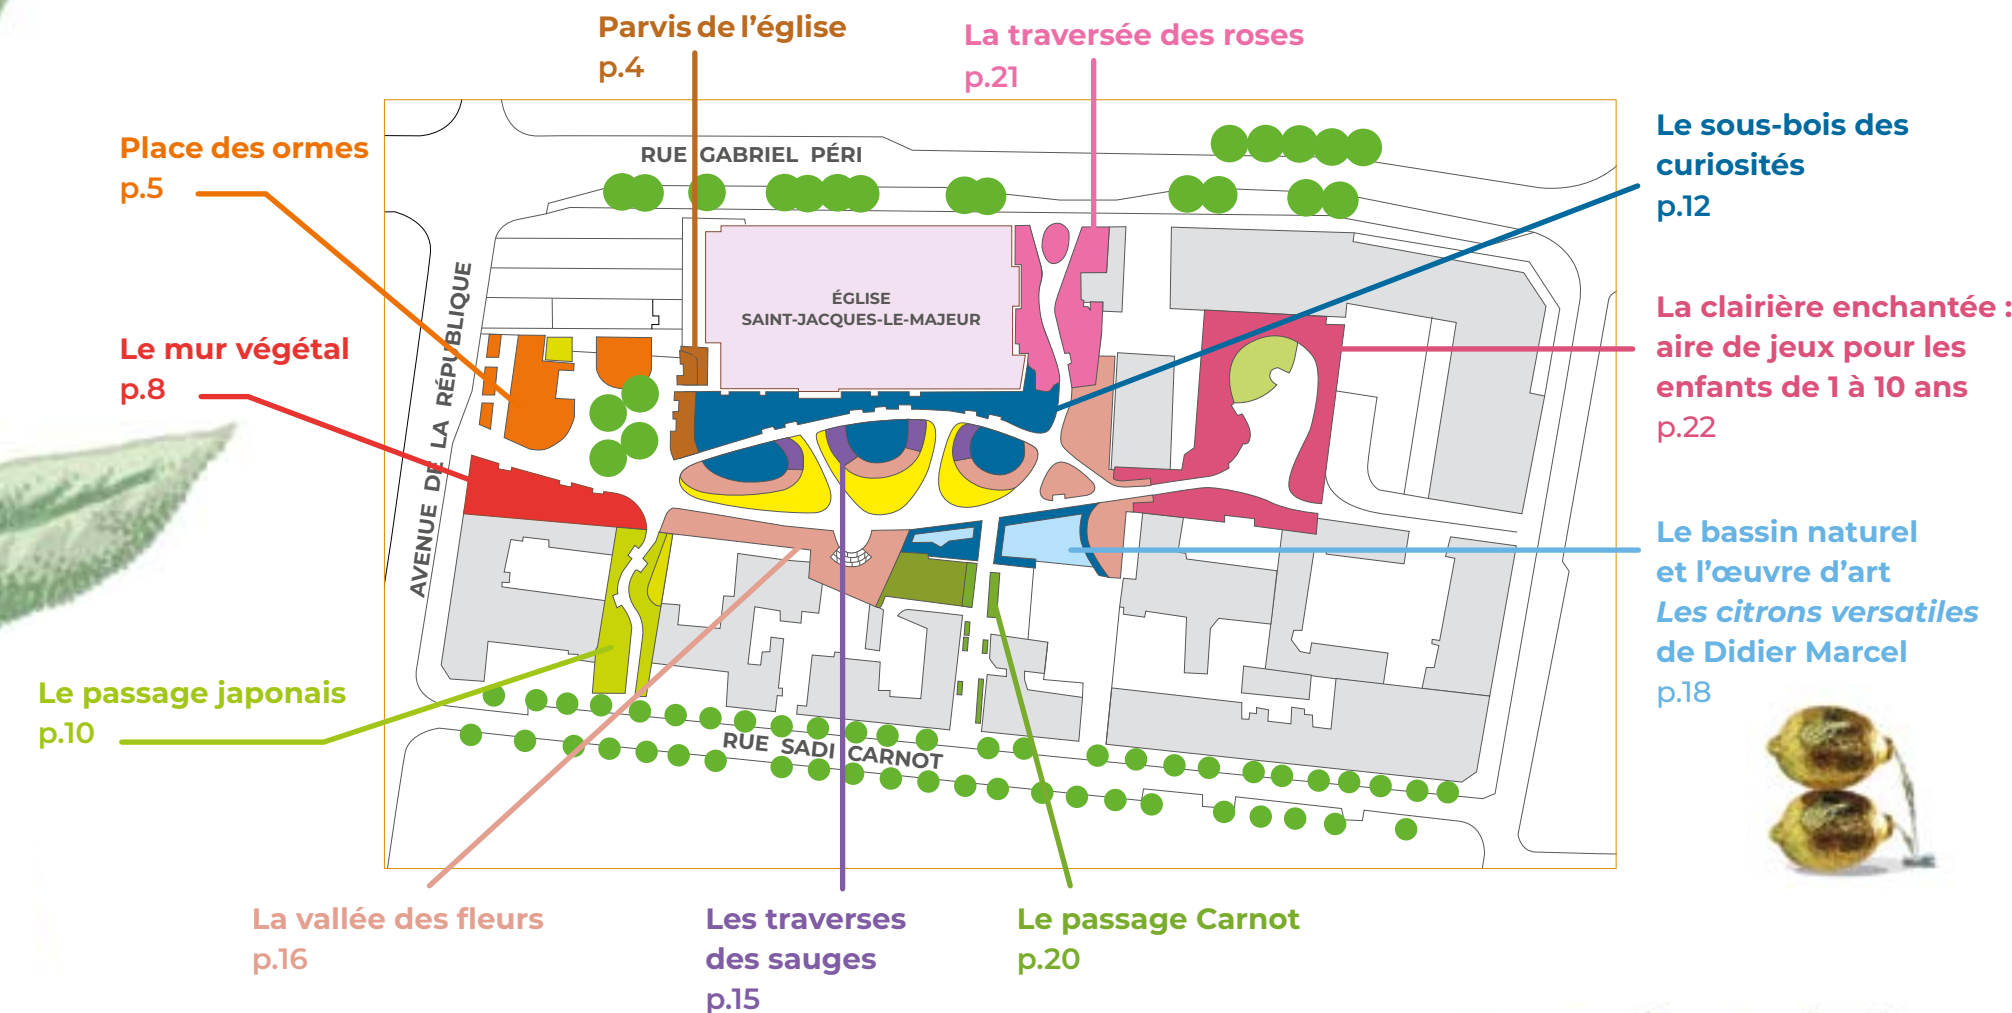 Parvis de l'église
p.4
La traversée des roses
p.21
Place des ormes
p.5
Le sous-bois des
curiosités
p.12
RUE GABRIEL PÉRI
AVENUE DE LA RÉPUBLIQUE
ÉGLISE
SAINT-JACQUES-LE-MAJEUR
Le mur végétal
p.8
La clairière enchantée :
aire de jeux pour les
enfants de 1 à 10 ans
p.22
Le bassin naturel
et l'œuvre d'art
Les citrons versatiles
de Didier Marcel
p.18
Le passage japonais
p.10
RUE SADI CARNOT
La vallée des fleurs
p.16
Les traverses
des sauges
p.15
Le passage Carnot
p.20